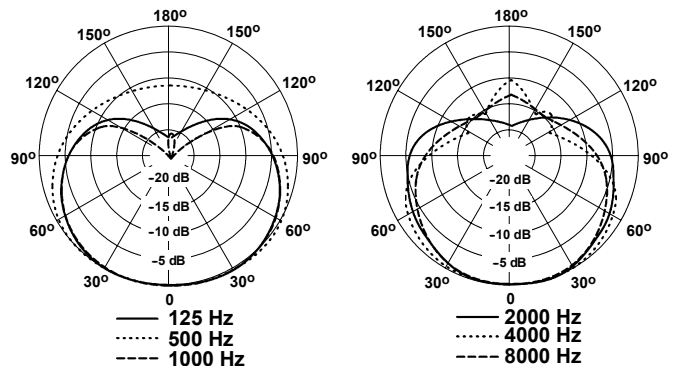 180° 180°
150° 150° 150° 150°
120° 120° 120° 120°
90° 90° 90° 90°
–20 dB –20 dB
–15 dB –15 dB
–10 dB –10 dB
60° 60° 60° 60°
–5 dB –5 dB
30° 30° 30° 30°
0 0
125 Hz 2000 Hz
500 Hz 4000 Hz
1000 Hz 8000 Hz